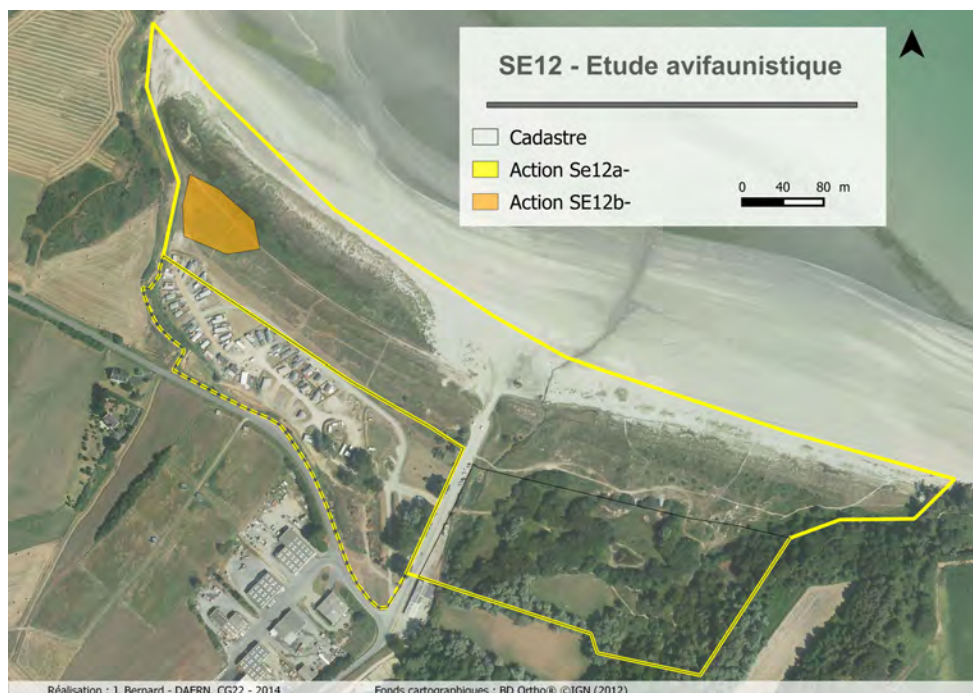 SE12 - Etude avifaunistique
Cadastre
Action Se12a-
Action SE12b-
0 40 80 m
Réalisation : J. Bernard - DAERN, CG22 - 2014
Fonds cartographiques : BD Ortho® ©IGN (2012)